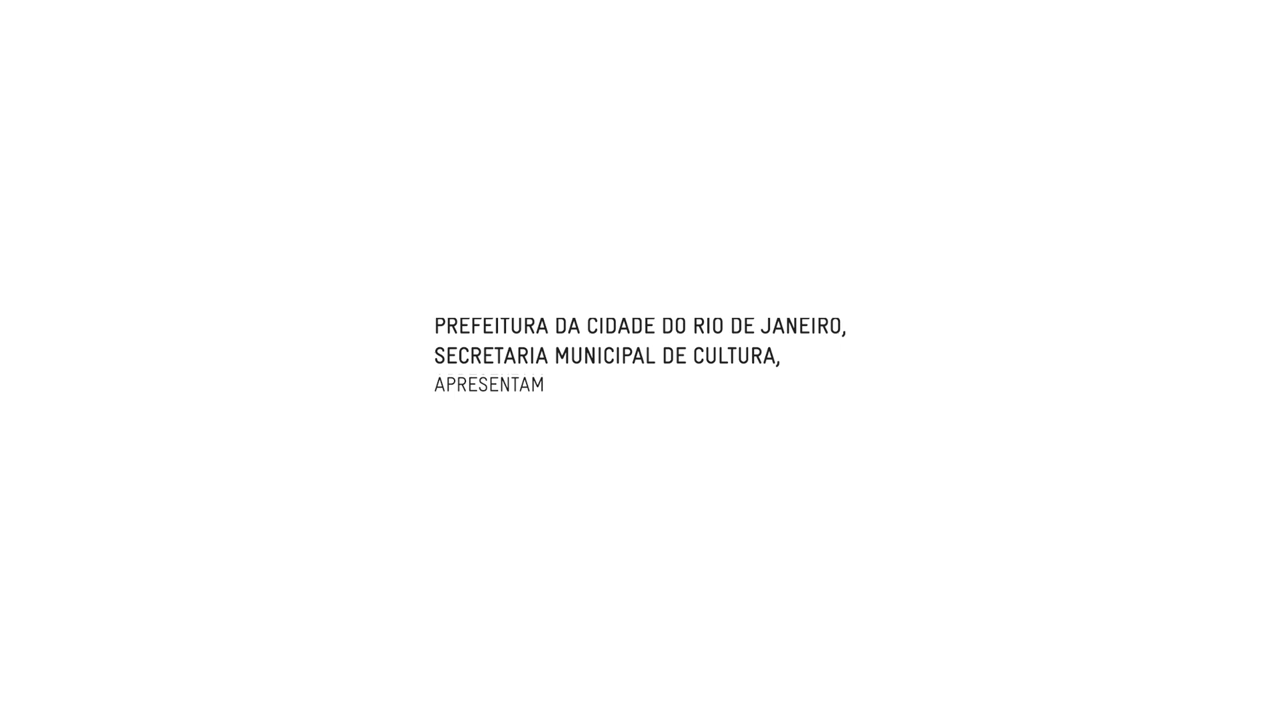 PREFEITURA DA CIDADE DO RIO DE JANEIRO,
SECRETARIA MUNICIPAL DE CULTURA,
APRESENTAM